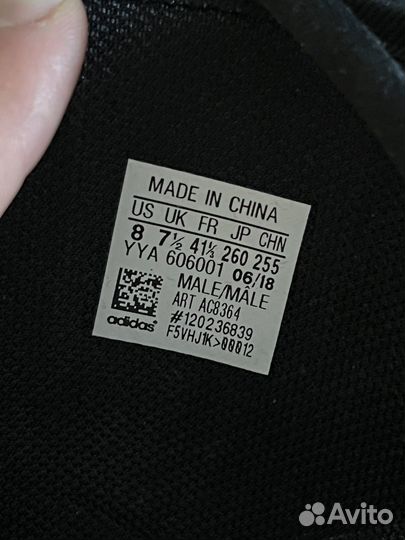 MADE IN CHINA
US UK FR JP CHN
8 7½ 41⅓ 260 255
YYA 606001 06/18
MALE/MÂLE
ART AC8364
#120236839
F5VHJ1K>00012
adidas
Avito